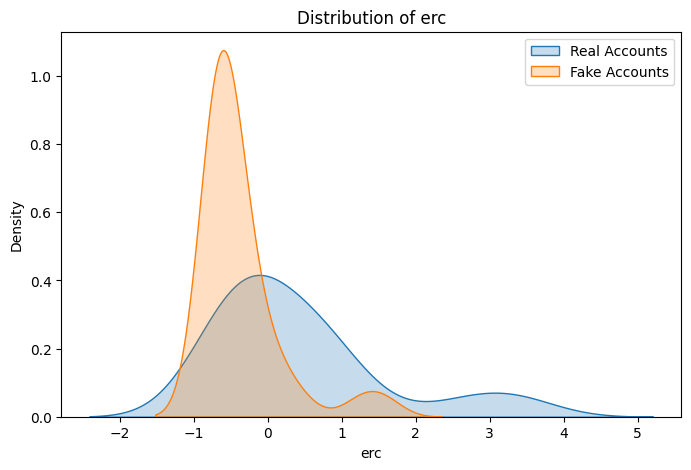 Distribution of erc
Real Accounts
Fake Accounts
1.0
0.8
0.6
0.4
0.2
0.0
Density
−2
−1
0
1
2
3
4
5
erc